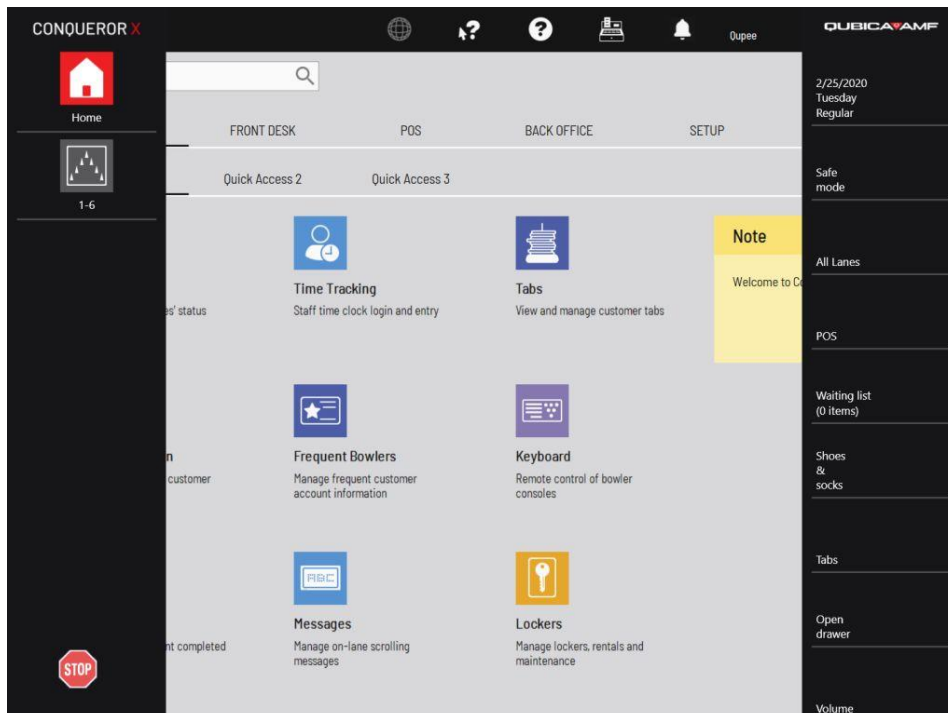 CONQUEROR X
Qupee
QUBICAAMF
Home
1-6
FRONT DESK
POS
BACK OFFICE
SETUP
Quick Access 2
Quick Access 3
es' status
Time Tracking
Staff time clock login and entry
Tabs
View and manage customer tabs
Note
Welcome to Co
n
customer
Frequent Bowlers
Manage frequent customer
account information
Keyboard
Remote control of bowler
consoles
nt completed
ABC
Messages
Manage on-lane scrolling
messages
Lockers
Manage lockers, rentals and
maintenance
STOP
2/25/2020
Tuesday
Regular
Safe
mode
All Lanes
POS
Waiting list
(0 items)
Shoes
&
socks
Tabs
Open
drawer
Volume